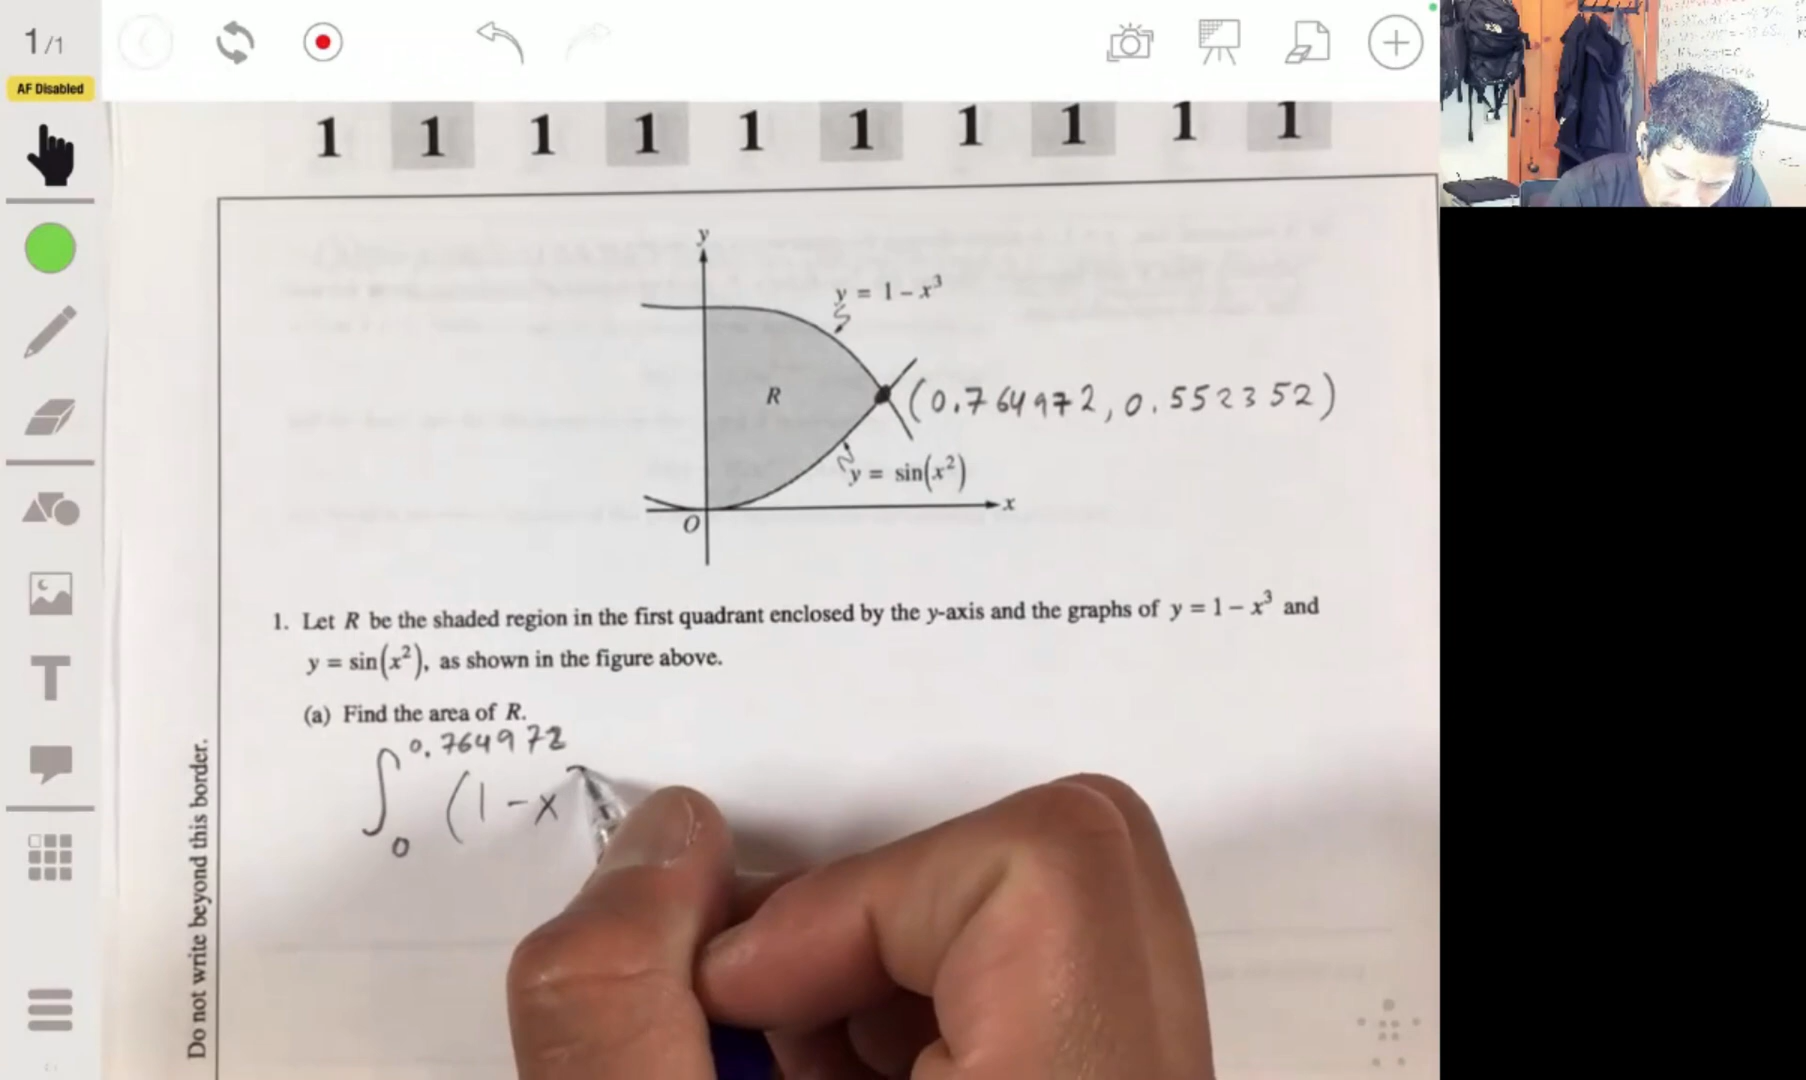 1/1
AF Disabled
1 1 1 1 1 1 1 1 1 1
y
y = 1 – x³
R
(0.764972, 0.552352)
y = sin(x²)
O
x
1. Let R be the shaded region in the first quadrant enclosed by the y-axis and the graphs of y = 1 – x³ and
y = sin(x²), as shown in the figure above.
(a) Find the area of R.
∫₀^0.764972 (1 - x
Do not write beyond this border.
T